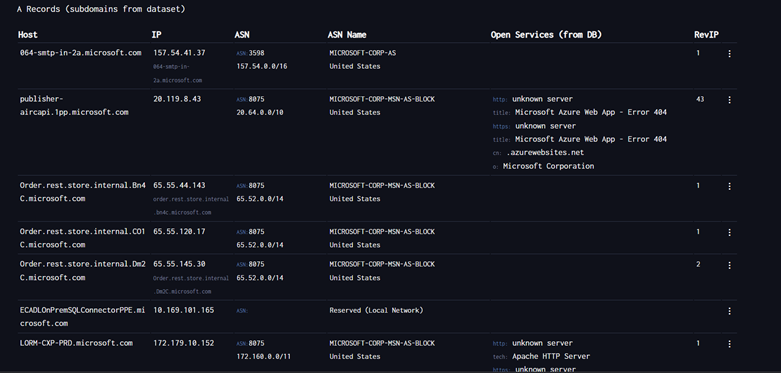 A Records (subdomains from dataset)
Host IP ASN ASN Name Open Services (from DB) RevIP
064-smtp-in-2a.microsoft.com 157.54.41.37 ASN:3598 MICROSOFT-CORP-AS 1
064-smtp-in- 157.54.0.0/16 United States
2a.microsoft.com
publisher- 20.119.8.43 ASN:8075 MICROSOFT-CORP-MSN-AS-BLOCK http: unknown server 43
aircapi.1pp.microsoft.com 20.64.0.0/10 United States title: Microsoft Azure Web App - Error 404
https: unknown server
title: Microsoft Azure Web App - Error 404
cn: .azurewebsites.net
o: Microsoft Corporation
Order.rest.store.internal.Bn4 65.55.44.143 ASN:8075 MICROSOFT-CORP-MSN-AS-BLOCK 1
C.microsoft.com order.rest.store.internal 65.52.0.0/14 United States
.bn4c.microsoft.com
Order.rest.store.internal.CO1 65.55.120.17 ASN:8075 MICROSOFT-CORP-MSN-AS-BLOCK 1
C.microsoft.com 65.52.0.0/14 United States
Order.rest.store.internal.Dm2 65.55.145.30 ASN:8075 MICROSOFT-CORP-MSN-AS-BLOCK 2
C.microsoft.com Order.rest.store.internal 65.52.0.0/14 United States
.Dm2C.microsoft.com
ECADLOnPremSQLConnectorPPE.mi 10.169.101.165 ASN: Reserved (Local Network)
crosoft.com
LORM-CXP-PRD.microsoft.com 172.179.10.152 ASN:8075 MICROSOFT-CORP-MSN-AS-BLOCK http: unknown server 1
172.160.0.0/11 United States tech: Apache HTTP Server
https: unknown server